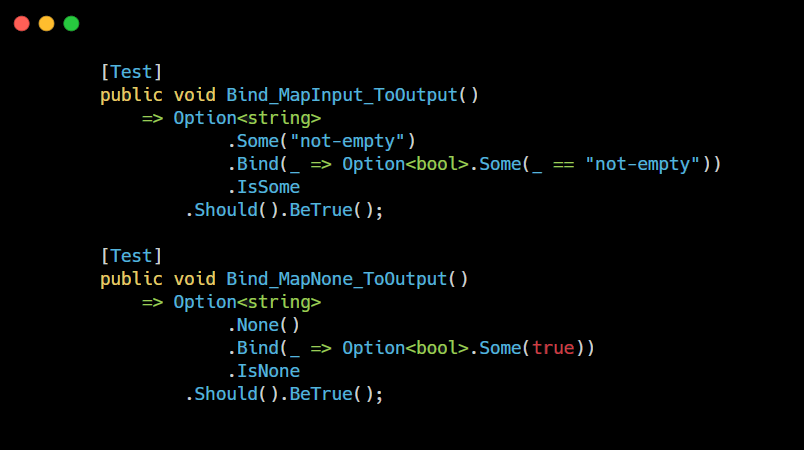 [Test]
public void Bind_MapInput_ToOutput()
    => Option<string>
            .Some("not-empty")
            .Bind(_ => Option<bool>.Some(_ == "not-empty"))
            .IsSome
        .Should().BeTrue();

[Test]
public void Bind_MapNone_ToOutput()
    => Option<string>
            .None()
            .Bind(_ => Option<bool>.Some(true))
            .IsNone
        .Should().BeTrue();